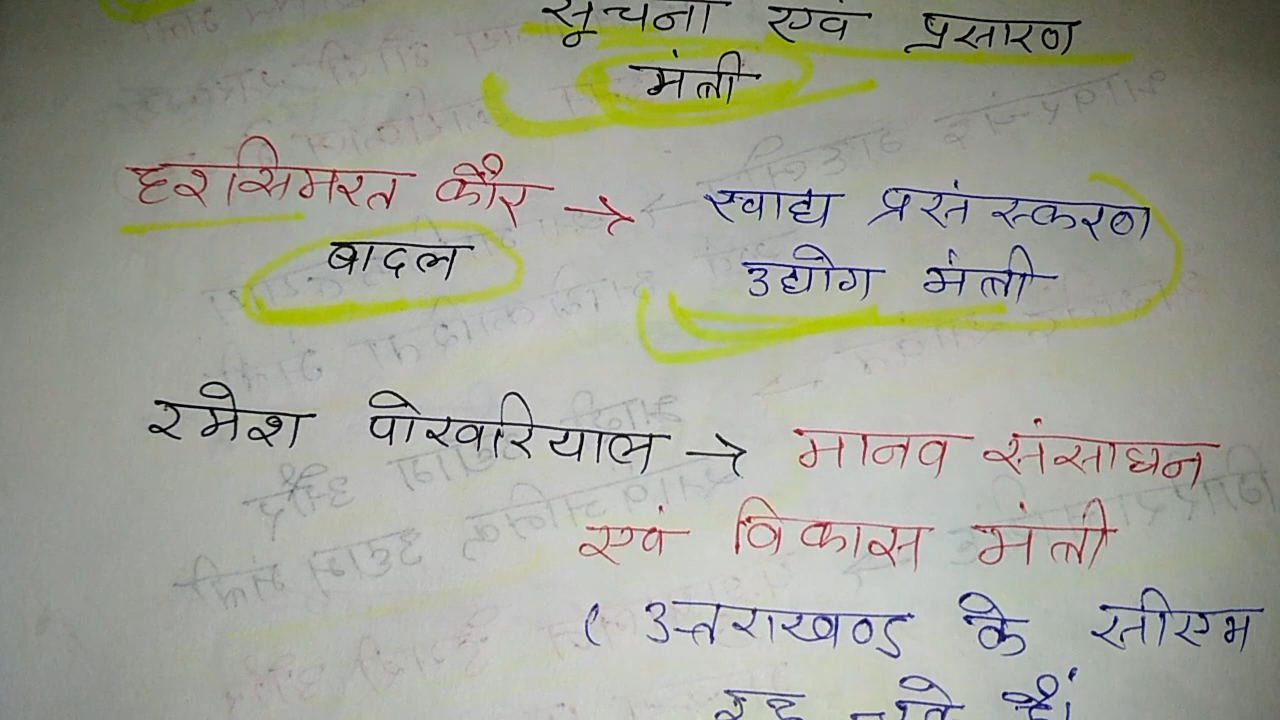 सूचना एवं प्रसारण
मंत्री
हरसिमरत कौर → खाद्य प्रसंस्करण
बादल उद्योग मंत्री
रमेश पोखरियाल → मानव संसाधन
एवं विकास मंत्री
( उत्तराखण्ड के सीएम
रह चुके हैं।